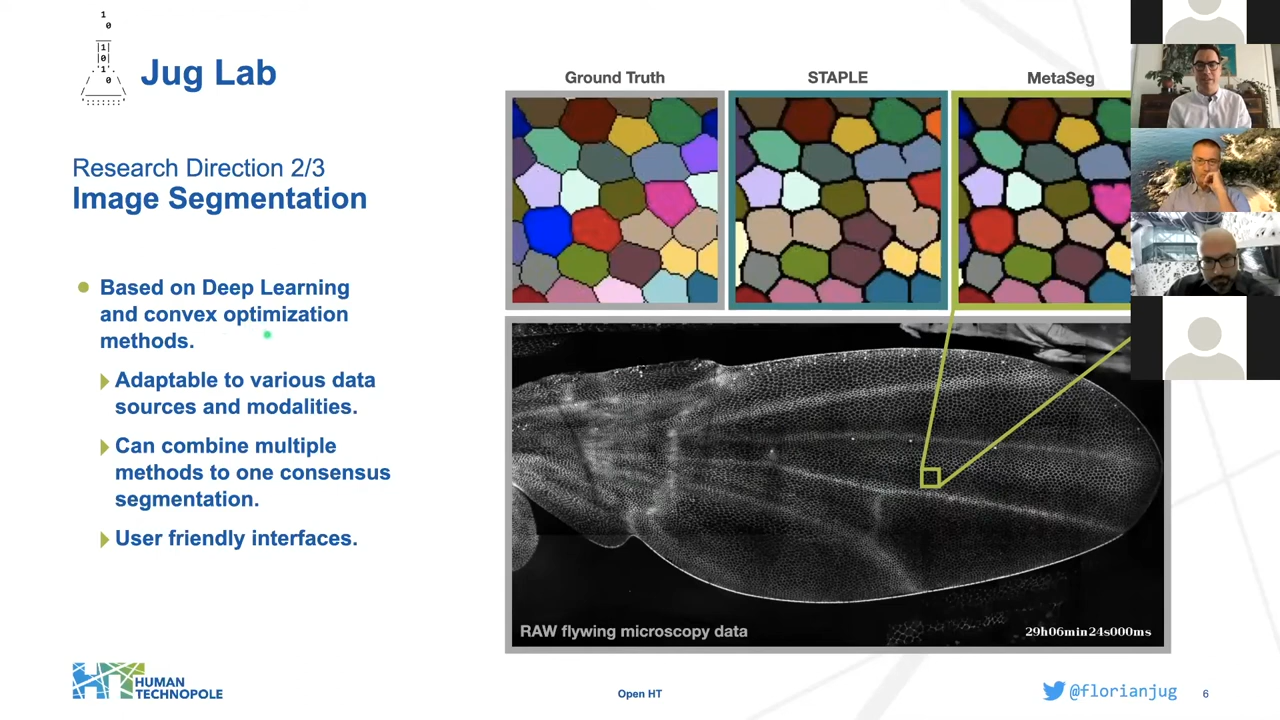 Jug Lab
Research Direction 2/3
Image Segmentation
Based on Deep Learning
and convex optimization
methods.
Adaptable to various data
sources and modalities.
Can combine multiple
methods to one consensus
segmentation.
User friendly interfaces.
Ground Truth
STAPLE
MetaSeg
RAW flywing microscopy data
29h06min24s000ms
HT HUMAN
TECHNOPOLE
Open HT
@florianjug
6